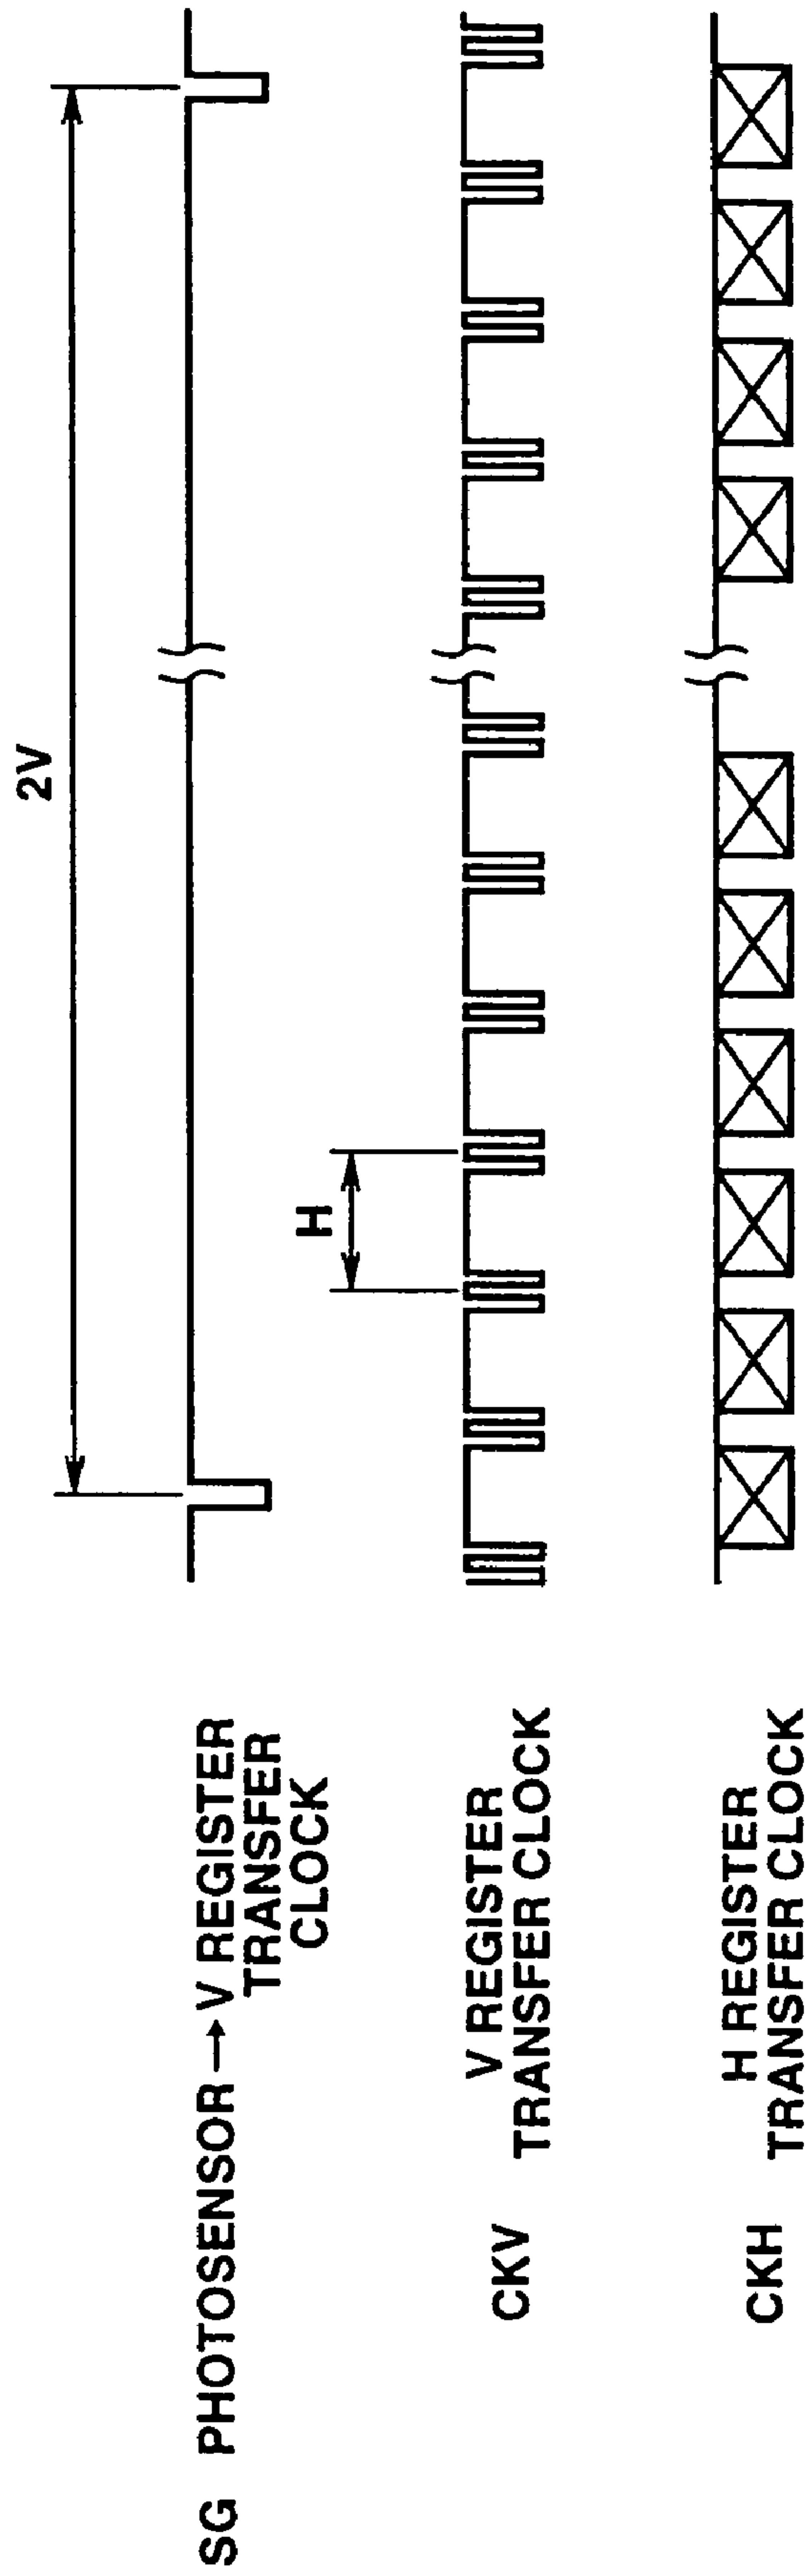 2V
SG PHOTOSENSOR → V REGISTER
TRANSFER
CLOCK
H
CKV
V REGISTER
TRANSFER CLOCK
CKH
H REGISTER
TRANSFER CLOCK